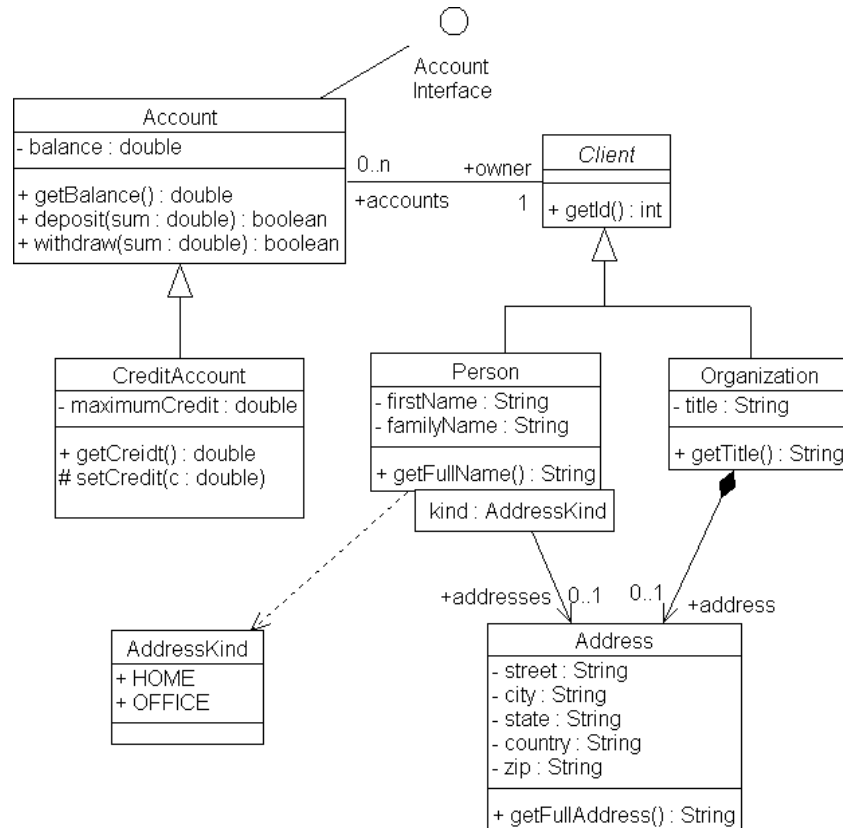 Account
Interface
Account
- balance : double
+ getBalance() : double
+ deposit(sum : double) : boolean
+ withdraw(sum : double) : boolean
0..n
+accounts
+owner
1
Client
+ getId() : int
CreditAccount
- maximumCredit : double
+ getCreidt() : double
# setCredit(c : double)
Person
- firstName : String
- familyName : String
+ getFullName() : String
kind : AddressKind
Organization
- title : String
+ getTitle() : String
+addresses
0..1
0..1
+address
AddressKind
+ HOME
+ OFFICE
Address
- street : String
- city : String
- state : String
- country : String
- zip : String
+ getFullAddress() : String